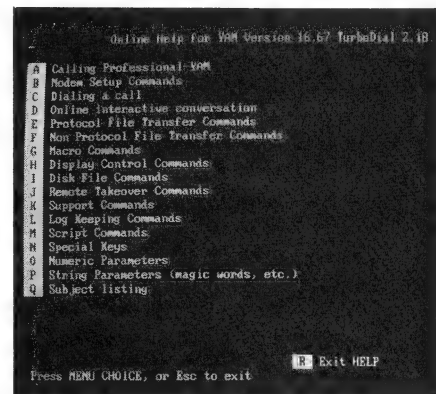 Online Help for YAM Version 16.67 TurboDial 2.18
A Calling Professional YAM
B Modem Setup Commands
C Dialing a call
D Online interactive conversation
E Protocol File Transfer Commands
F Non Protocol File Transfer Commands
G Macro Commands
H Display Control Commands
I Disk File Commands
J Remote Takeover Commands
K Support Commands
L Log Keeping Commands
M Script Commands
N Special Keys
O Numeric Parameters
P String Parameters (magic words, etc.)
Q Subject listing
R Exit HELP
Press MENU CHOICE, or Esc to exit